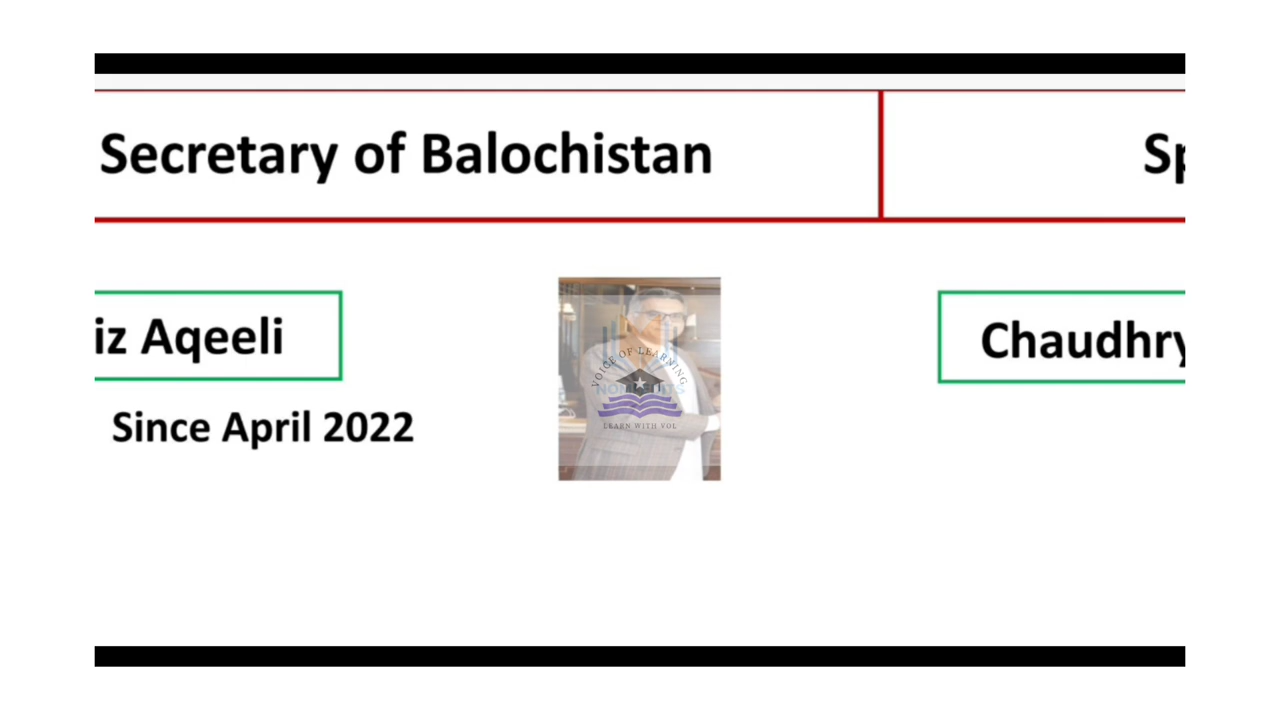 Secretary of Balochistan
Sp
iz Aqeeli
Chaudhry
Since April 2022
VOICE OF LEARNING
LEARN WITH VOL